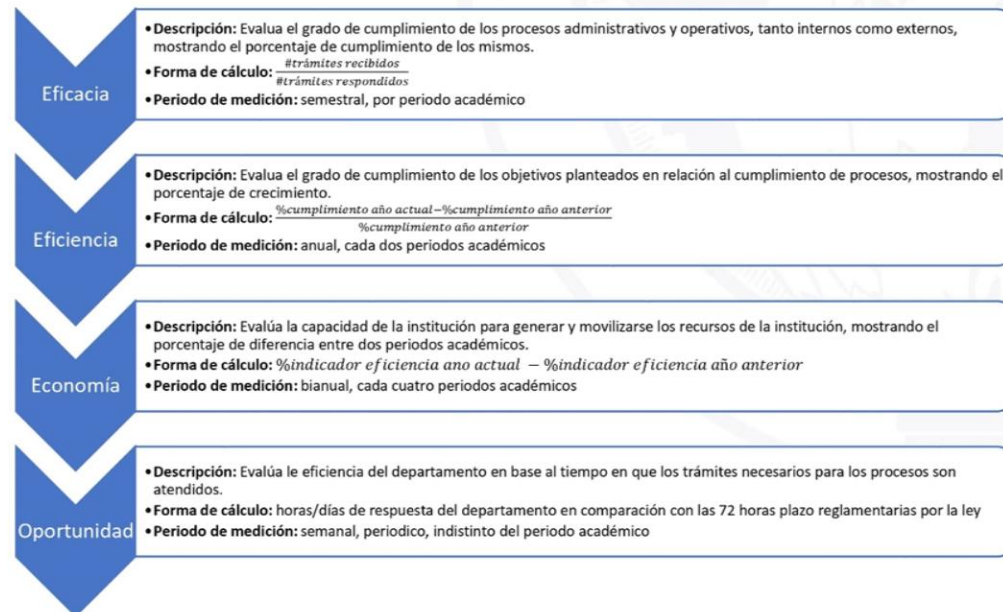 Eficacia
•Descripción: Evalua el grado de cumplimiento de los procesos administrativos y operativos, tanto internos como externos,
mostrando el porcentaje de cumplimiento de los mismos.
•Forma de cálculo: #trámites recibidos / #trámites respondidos
•Periodo de medición: semestral, por periodo académico
Eficiencia
•Descripción: Evalua el grado de cumplimiento de los objetivos planteados en relación al cumplimiento de procesos, mostrando el
porcentaje de crecimiento.
•Forma de cálculo: %cumplimiento año actual−%cumplimiento año anterior / %cumplimiento año anterior
•Periodo de medición: anual, cada dos periodos académicos
Economía
•Descripción: Evalúa la capacidad de la institución para generar y movilizarse los recursos de la institución, mostrando el
porcentaje de diferencia entre dos periodos académicos.
•Forma de cálculo: %indicador eficiencia ano actual − %indicador eficiencia año anterior
•Periodo de medición: bianual, cada cuatro periodos académicos
Oportunidad
•Descripción: Evalúa le eficiencia del departamento en base al tiempo en que los trámites necesarios para los procesos son
atendidos.
•Forma de cálculo: horas/días de respuesta del departamento en comparación con las 72 horas plazo reglamentarias por la ley
•Periodo de medición: semanal, periodico, indistinto del periodo académico